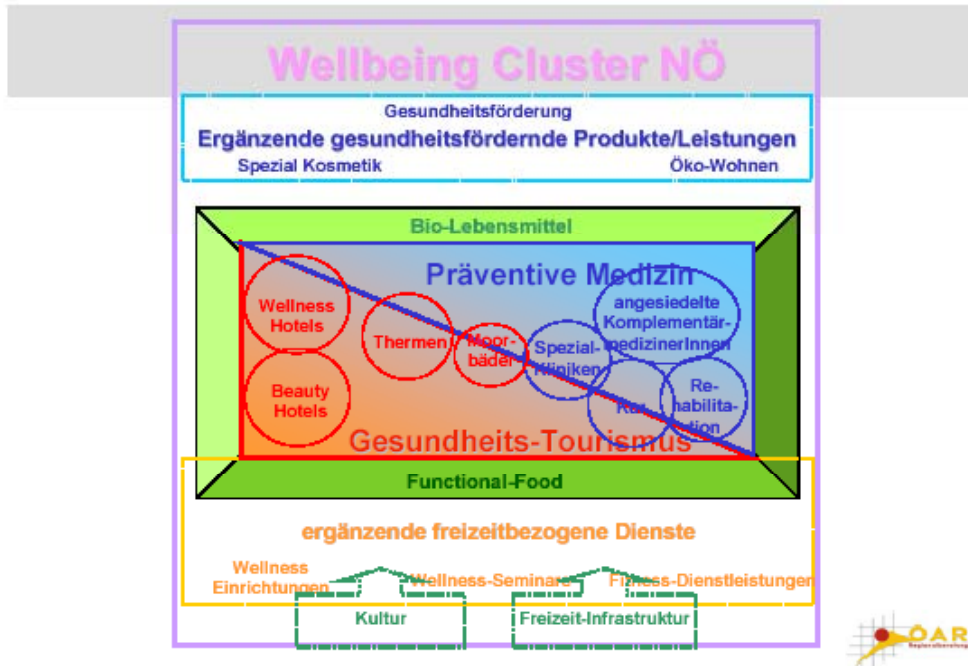 Wellbeing Cluster NÖ
Gesundheitsförderung
Ergänzende gesundheitsfördernde Produkte/Leistungen
Spezial Kosmetik
Öko-Wohnen
Bio-Lebensmittel
Präventive Medizin
Wellness
Hotels
Thermen
Moor-
bäder
Spezial-
Kliniken
angesiedelte
Komplementär-
medizinerInnen
Beauty
Hotels
Kur
Re-
habilita-
tion
Gesundheits-Tourismus
Functional-Food
ergänzende freizeitbezogene Dienste
Wellness
Einrichtungen
Wellness-Seminare
Fitness-Dienstleistungen
Kultur
Freizeit-Infrastruktur
ÖAR
Regionalberatung